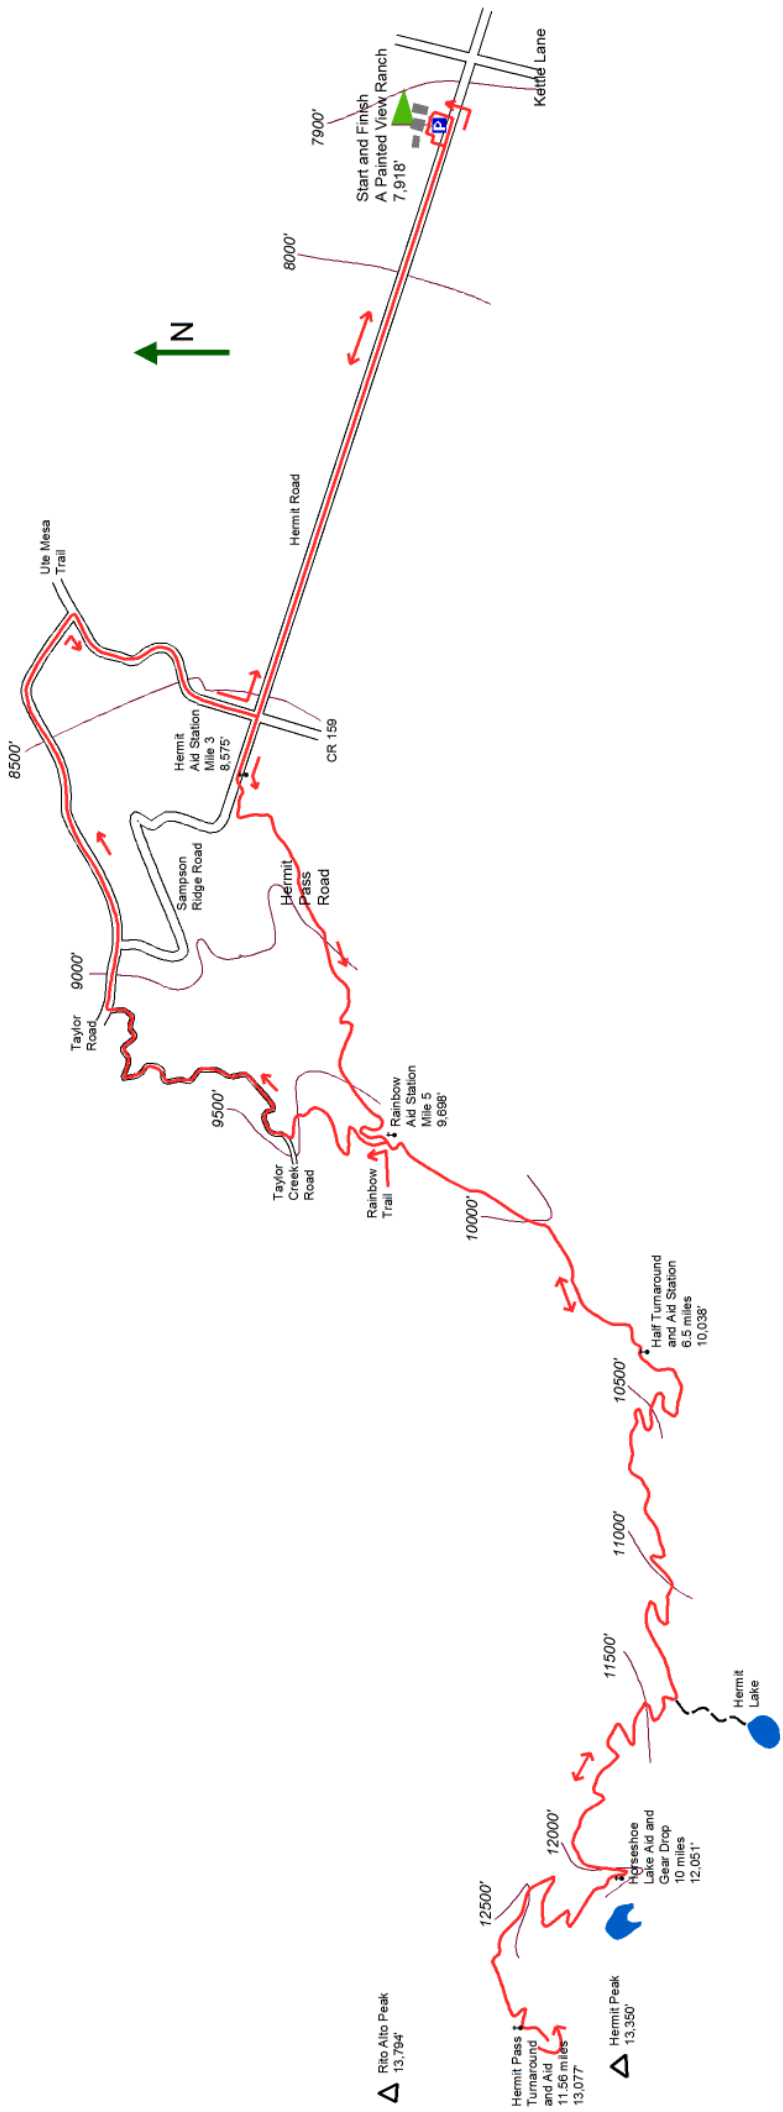 Kettle Lane
7900'
Start and Finish
A Painted View Ranch
7,918'
8000'
N
Hermit Road
Ute Mesa
Trail
8500'
Hermit
Aid Station
Mile 3
8,575'
CR 159
Sampson
Ridge Road
Hermit
Pass
Road
9000'
Taylor
Road
9500'
Taylor
Creek
Road
Rainbow
Aid Station
Mile 5
9,698'
Rainbow
Trail
10000'
Half Turnaround
and Aid Station
6.5 miles
10,038'
10500'
11000'
11500'
Hermit
Lake
12000'
Horseshoe
Lake Aid and
Gear Drop
10 miles
12,051'
12500'
Hermit Pass
Turnaround
and Aid
11.56 miles
13,077'
Hermit Peak
13,350'
Rito Alto Peak
13,794'
P